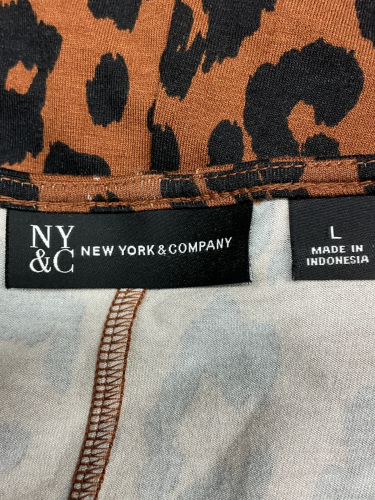 NY
&C
NEW YORK & COMPANY
L
MADE IN
INDONESIA